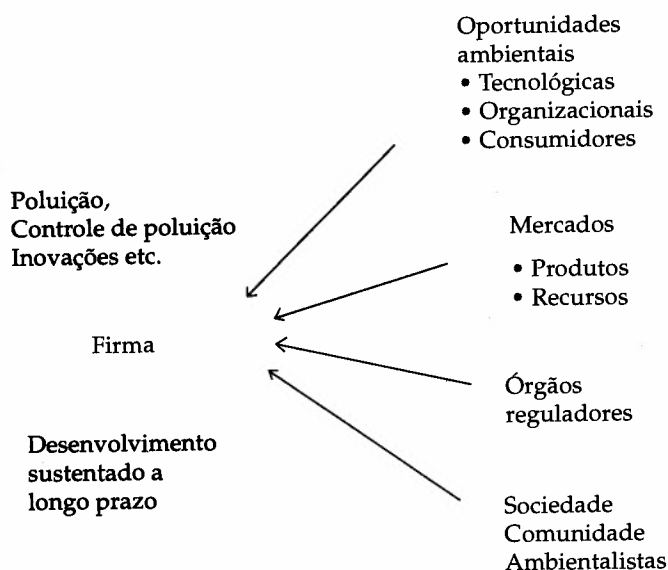 Oportunidades
ambientais
• Tecnológicas
• Organizacionais
• Consumidores
Poluição,
Controle de poluição
Inovações etc.
Mercados
• Produtos
• Recursos
Firma
Órgãos
reguladores
Desenvolvimento
sustentado a
longo prazo
Sociedade
Comunidade
Ambientalistas